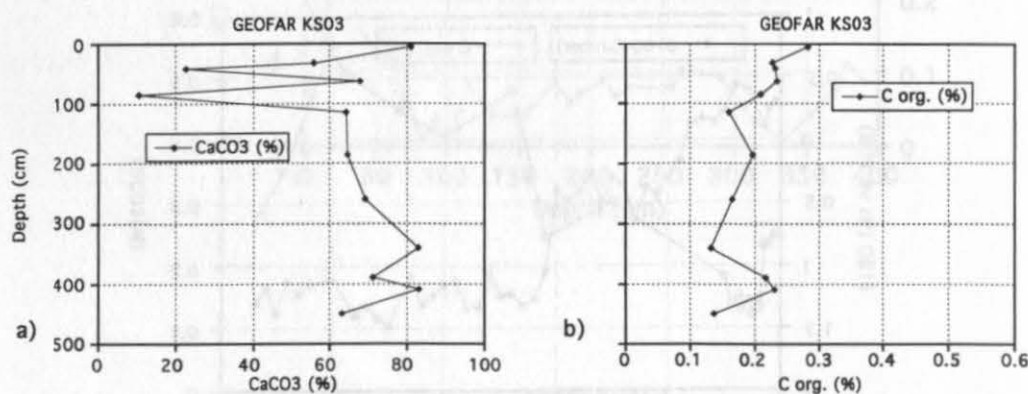 GEOFAR KS03
0
100
200
300
400
500
Depth (cm)
CaCO3 (%)
a)
0 20 40 60 80 100
CaCO3 (%)
GEOFAR KS03
C org. (%)
b)
0 0.1 0.2 0.3 0.4 0.5 0.6
C org. (%)